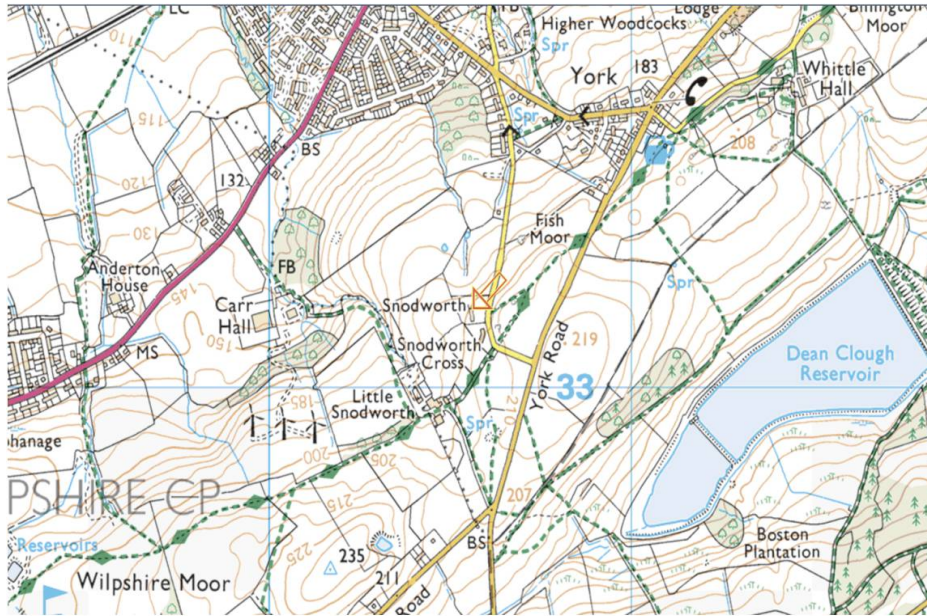 LC
110
FB
Higher Woodcocks
Lodge
Billington
Moor
Spr
York
183
Whittle
Hall
115
Spr
208
BS
132
120
130
Fish
Moor
Anderton
House
FB
145
Spr
Carr
Hall
150
Snodworth
York Road
219
Snodworth
Cross
Dean Clough
Reservoir
MS
33
185
Little
Snodworth
210
phanage
200
205
Spr
PSHIRE CP
215
207
Reservoirs
225
235
BS
Boston
Plantation
Wilpshire Moor
211
Road